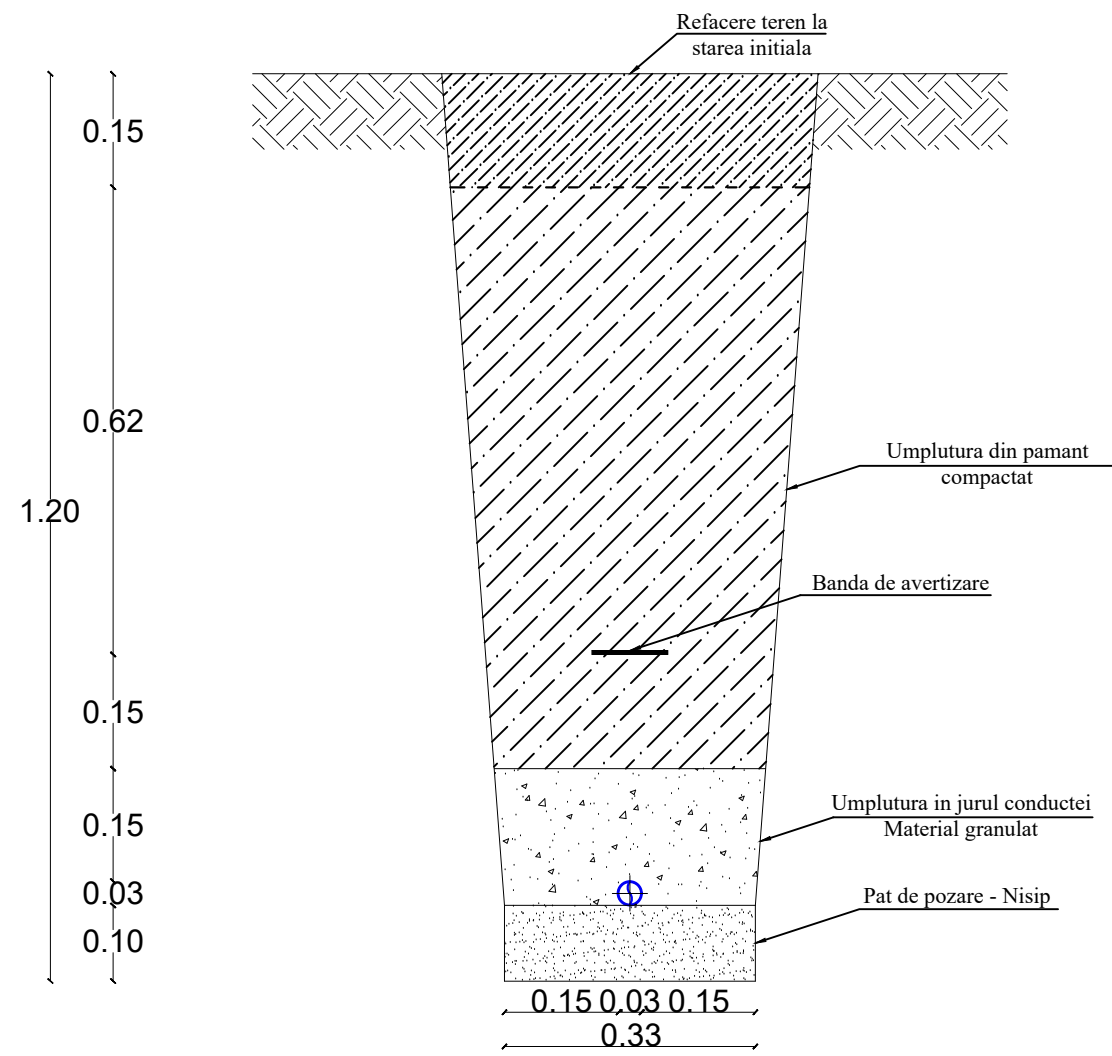 Refacere teren la
starea initiala
0.15
0.62
Umplutura din pamant
compactat
1.20
Banda de avertizare
0.15
Umplutura in jurul conductei
Material granulat
0.15
0.03
Pat de pozare - Nisip
0.10
0.15 0.03 0.15
0.33